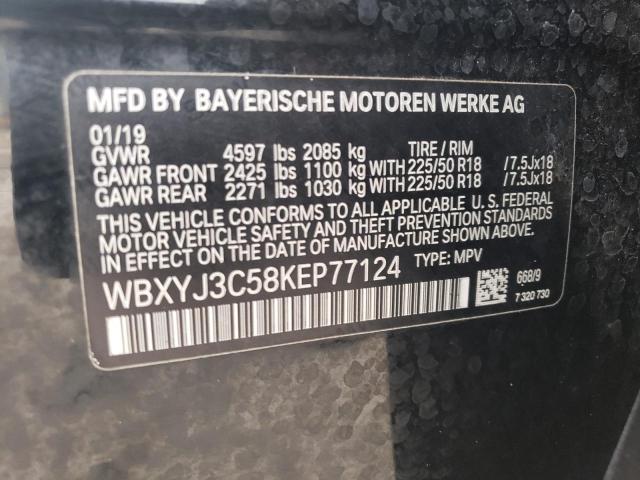 MFD BY BAYERISCHE MOTOREN WERKE AG
01/19 TIRE / RIM
GVWR 4597 lbs 2085 kg
GAWR FRONT 2425 lbs 1100 kg WITH 225/50 R18 /7.5Jx18
GAWR REAR 2271 lbs 1030 kg WITH 225/50 R18 /7.5Jx18
THIS VEHICLE CONFORMS TO ALL APPLICABLE U. S. FEDERAL
MOTOR VEHICLE SAFETY AND THEFT PREVENTION STANDARDS
IN EFFECT ON THE DATE OF MANUFACTURE SHOWN ABOVE.
WBXYJ3C58KEP77124 TYPE: MPV
668/9
7 320 730